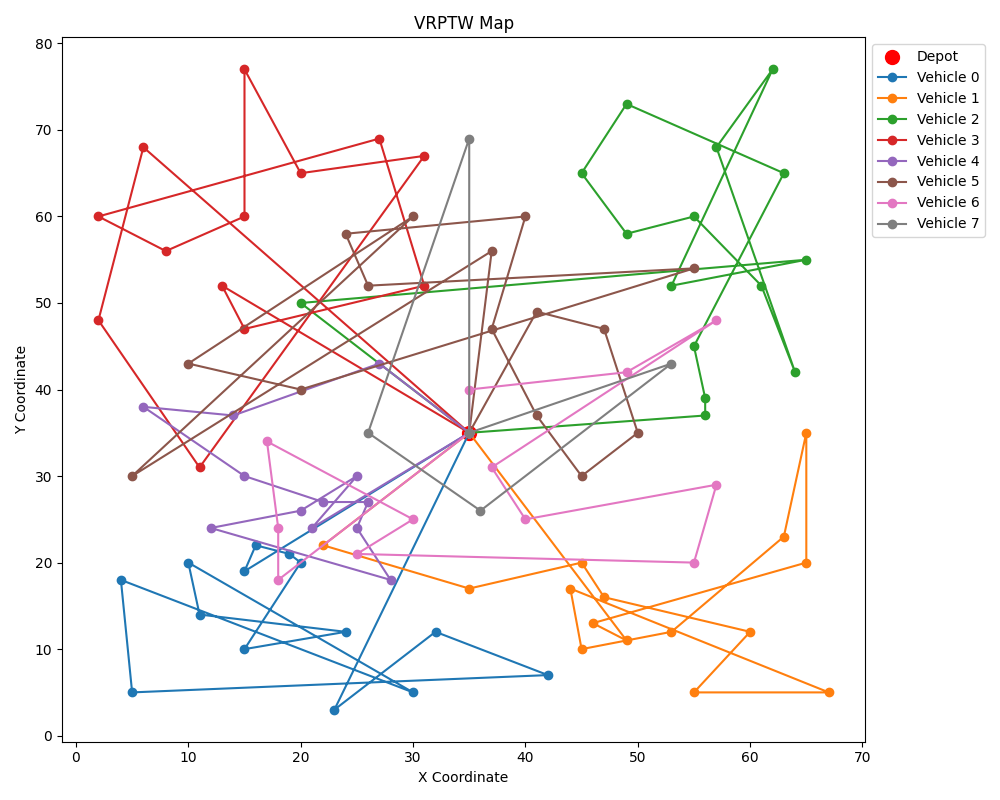 VRPTW Map
80
70
60
50
40
30
20
10
0
Y Coordinate
0 10 20 30 40 50 60 70
X Coordinate
Depot
Vehicle 0
Vehicle 1
Vehicle 2
Vehicle 3
Vehicle 4
Vehicle 5
Vehicle 6
Vehicle 7